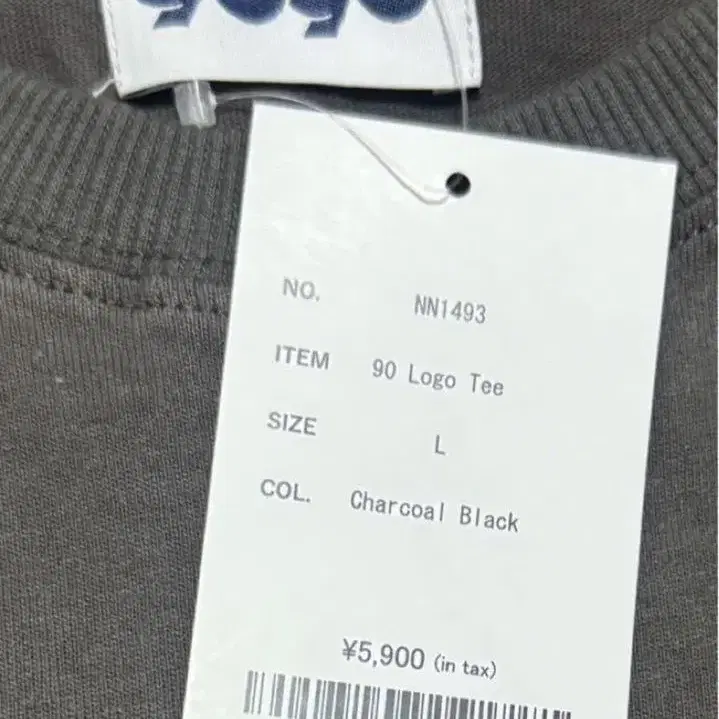 NO. NN1493
ITEM 90 Logo Tee
SIZE L
COL. Charcoal Black
¥5,900 (in tax)